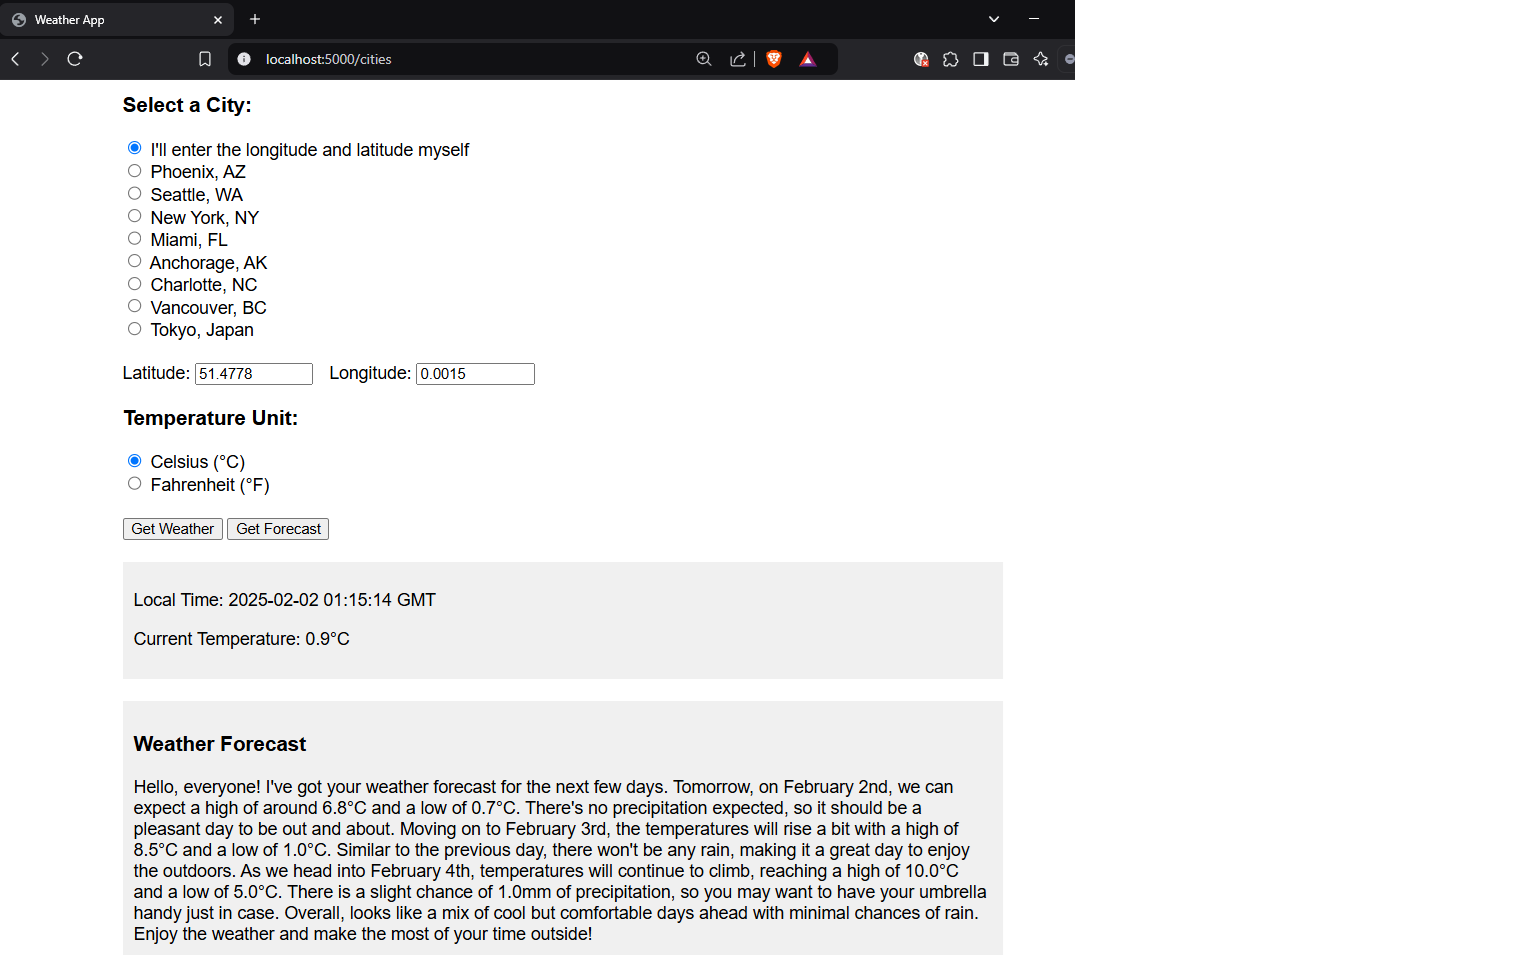 Weather App
localhost:5000/cities
Select a City:
I'll enter the longitude and latitude myself
Phoenix, AZ
Seattle, WA
New York, NY
Miami, FL
Anchorage, AK
Charlotte, NC
Vancouver, BC
Tokyo, Japan
Latitude: 51.4778 Longitude: 0.0015
Temperature Unit:
Celsius (°C)
Fahrenheit (°F)
Get Weather Get Forecast
Local Time: 2025-02-02 01:15:14 GMT
Current Temperature: 0.9°C
Weather Forecast
Hello, everyone! I've got your weather forecast for the next few days. Tomorrow, on February 2nd, we can
expect a high of around 6.8°C and a low of 0.7°C. There's no precipitation expected, so it should be a
pleasant day to be out and about. Moving on to February 3rd, the temperatures will rise a bit with a high of
8.5°C and a low of 1.0°C. Similar to the previous day, there won't be any rain, making it a great day to enjoy
the outdoors. As we head into February 4th, temperatures will continue to climb, reaching a high of 10.0°C
and a low of 5.0°C. There is a slight chance of 1.0mm of precipitation, so you may want to have your umbrella
handy just in case. Overall, looks like a mix of cool but comfortable days ahead with minimal chances of rain.
Enjoy the weather and make the most of your time outside!